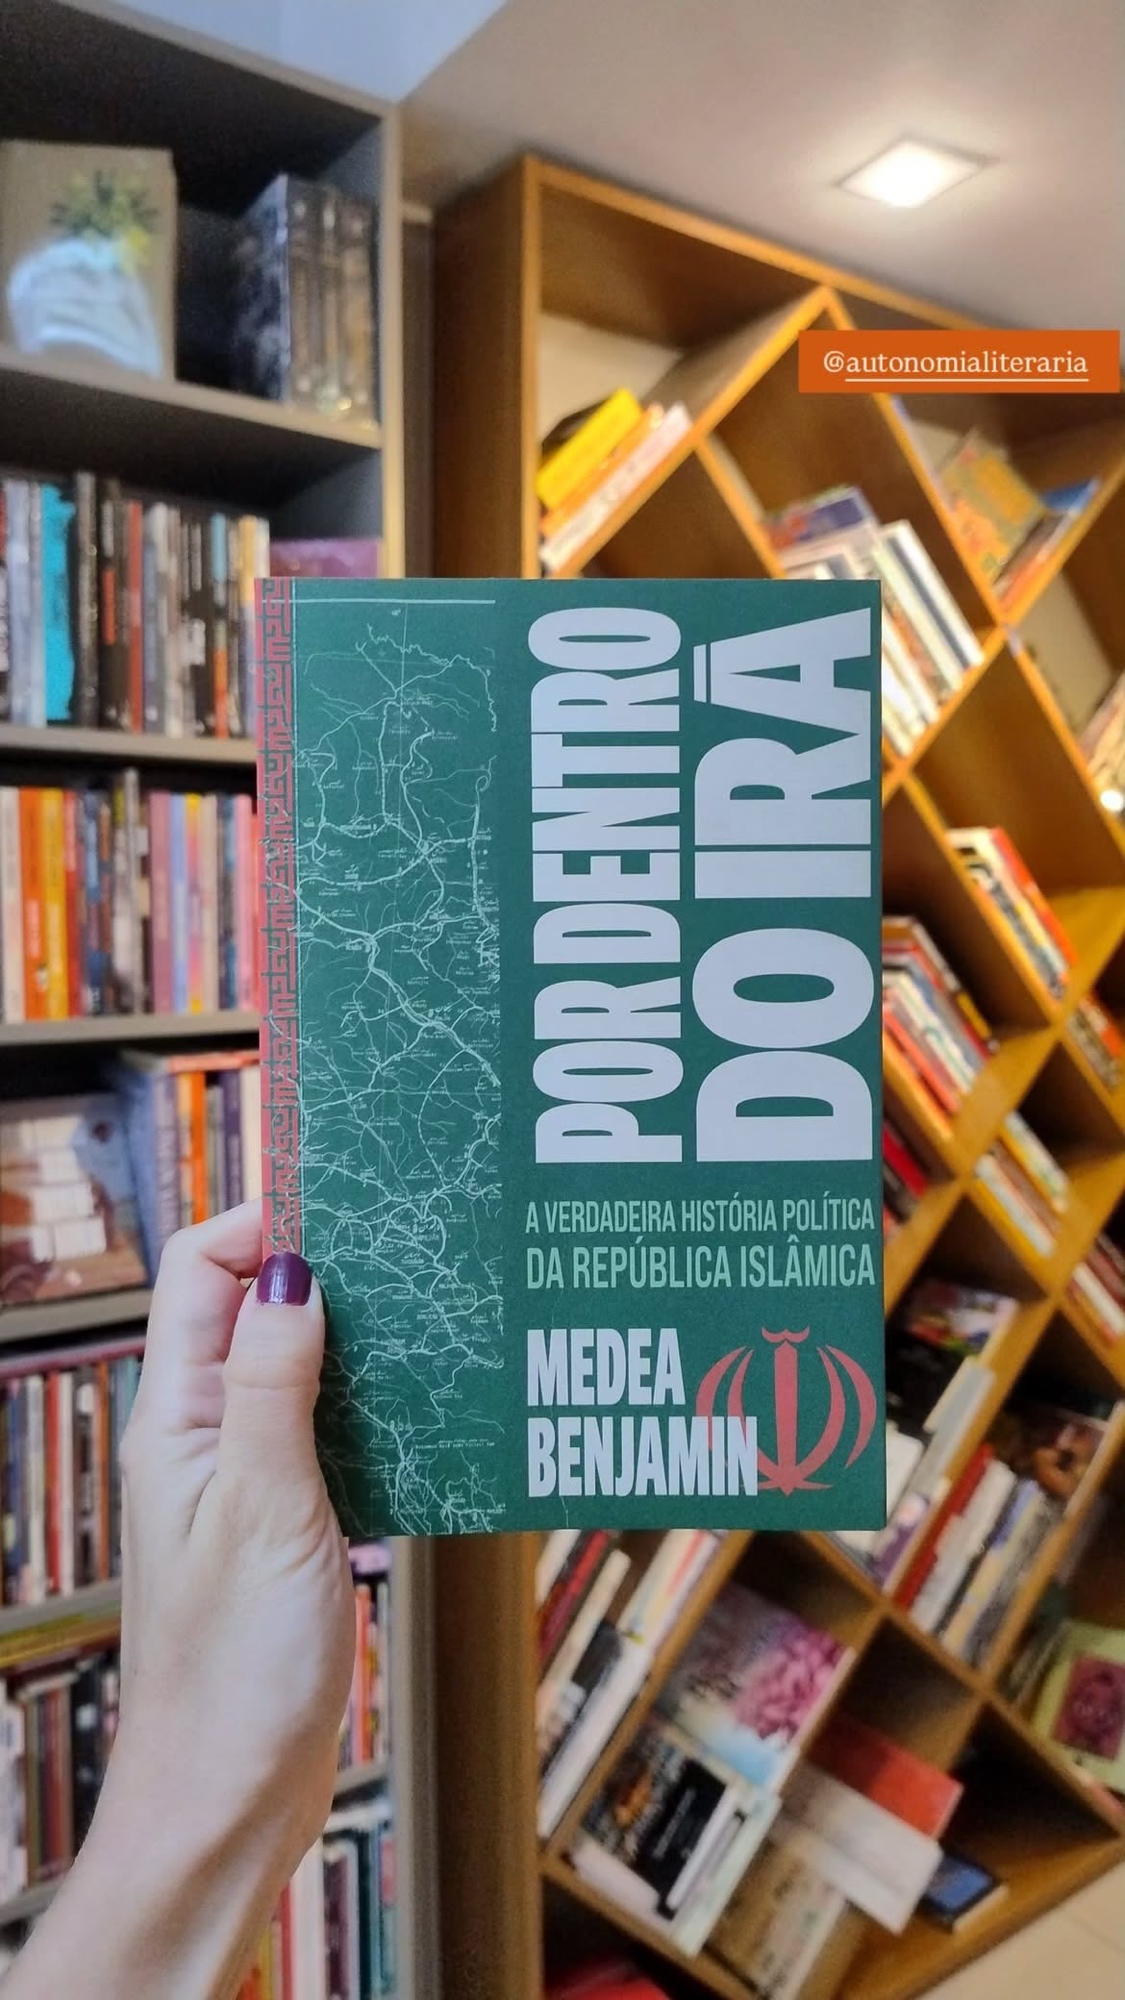 @autonomialiteraria
POR DENTRO
DO IRÃ
A VERDADEIRA HISTÓRIA POLÍTICA
DA REPÚBLICA ISLÂMICA
MEDEA
BENJAMIN